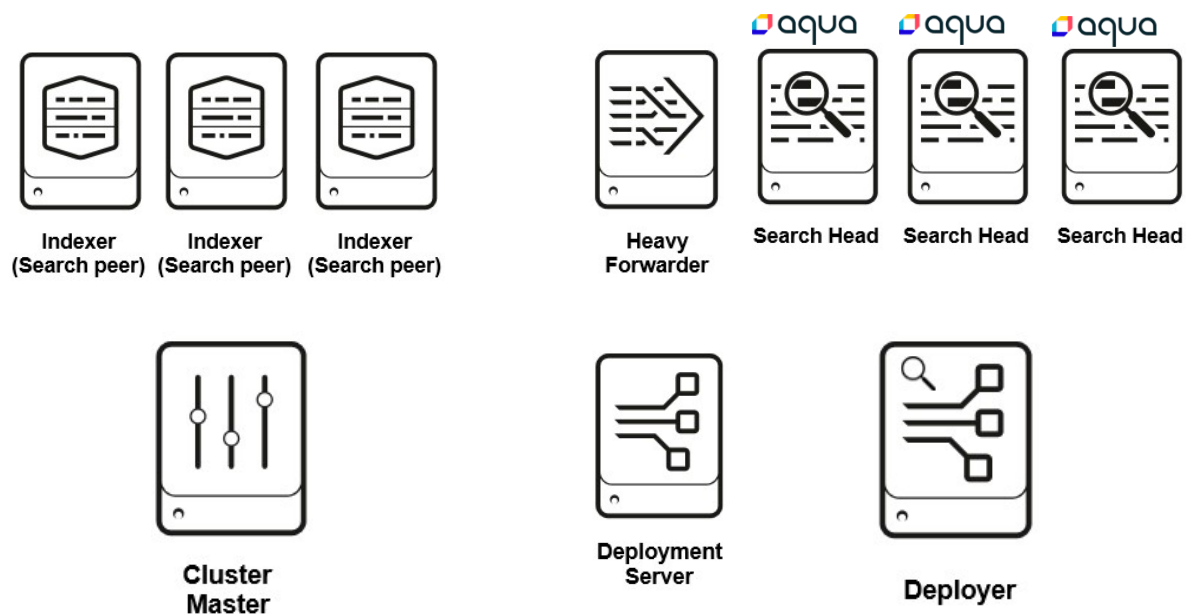 aqua aqua aqua
Indexer
(Search peer)
Indexer
(Search peer)
Indexer
(Search peer)
Heavy
Forwarder
Search Head
Search Head
Search Head
Cluster
Master
Deployment
Server
Deployer